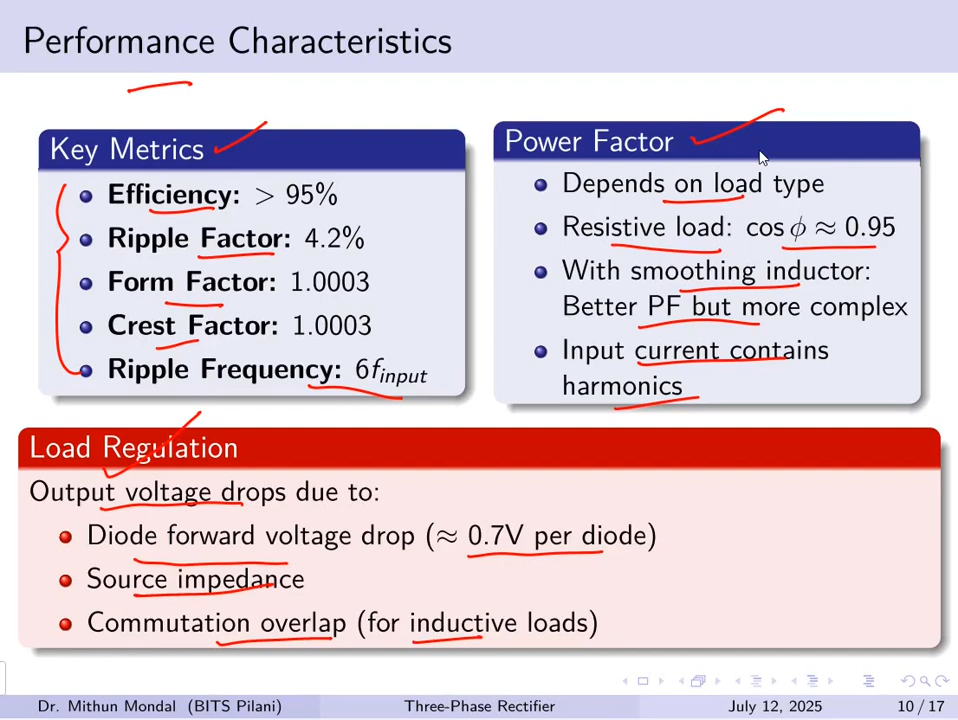 Performance Characteristics
Key Metrics
Efficiency: > 95%
Ripple Factor: 4.2%
Form Factor: 1.0003
Crest Factor: 1.0003
Ripple Frequency: 6f_input
Power Factor
Depends on load type
Resistive load: cos ϕ ≈ 0.95
With smoothing inductor:
Better PF but more complex
Input current contains
harmonics
Load Regulation
Output voltage drops due to:
Diode forward voltage drop (≈ 0.7V per diode)
Source impedance
Commutation overlap (for inductive loads)
Dr. Mithun Mondal (BITS Pilani) Three-Phase Rectifier July 12, 2025 10 / 17